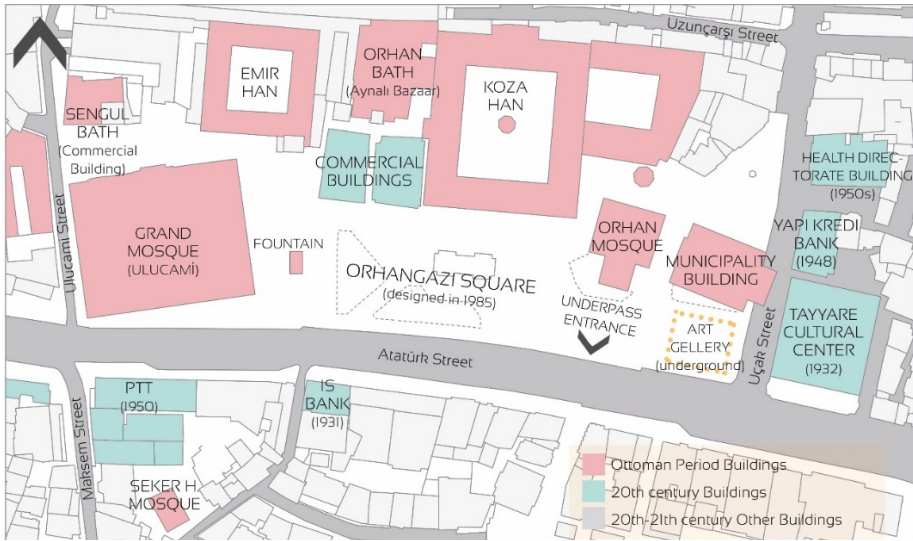 Uzunçarşı Street
EMIR
HAN
ORHAN
BATH
(Aynalı Bazaar)
KOZA
HAN
SENGUL
BATH
(Commercial
Building)
COMMERCIAL
BUILDINGS
HEALTH DIREC-
TORATE BUILDING
(1950s)
Ulucami Street
GRAND
MOSQUE
(ULUCAMİ)
FOUNTAIN
ORHANGAZI SQUARE
(designed in 1985)
ORHAN
MOSQUE
MUNICIPALITY
BUILDING
YAPI KREDI
BANK
(1948)
UNDERPASS
ENTRANCE
ART
GELLERY
(underground)
Uçak Street
TAYYARE
CULTURAL
CENTER
(1932)
Atatürk Street
Maksem Street
PTT
(1950)
IS
BANK
(1931)
SEKER H.
MOSQUE
Ottoman Period Buildings
20th century Buildings
20th-21th century Other Buildings